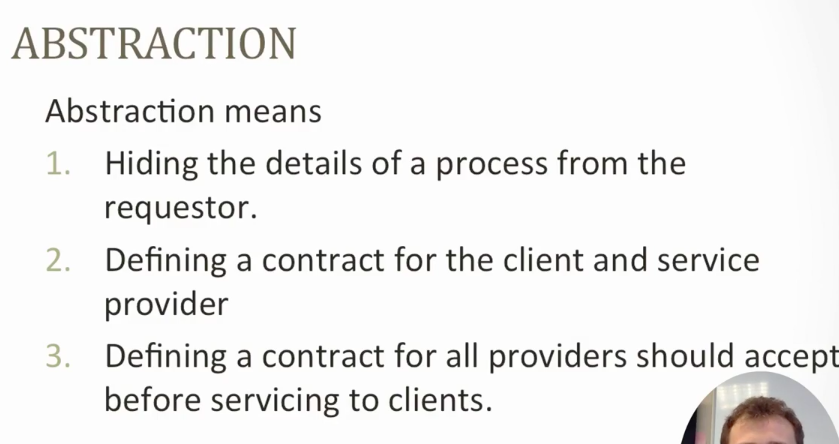 ABSTRACTION
Abstraction means
1. Hiding the details of a process from the
requestor.
2. Defining a contract for the client and service
provider
3. Defining a contract for all providers should accept
before servicing to clients.